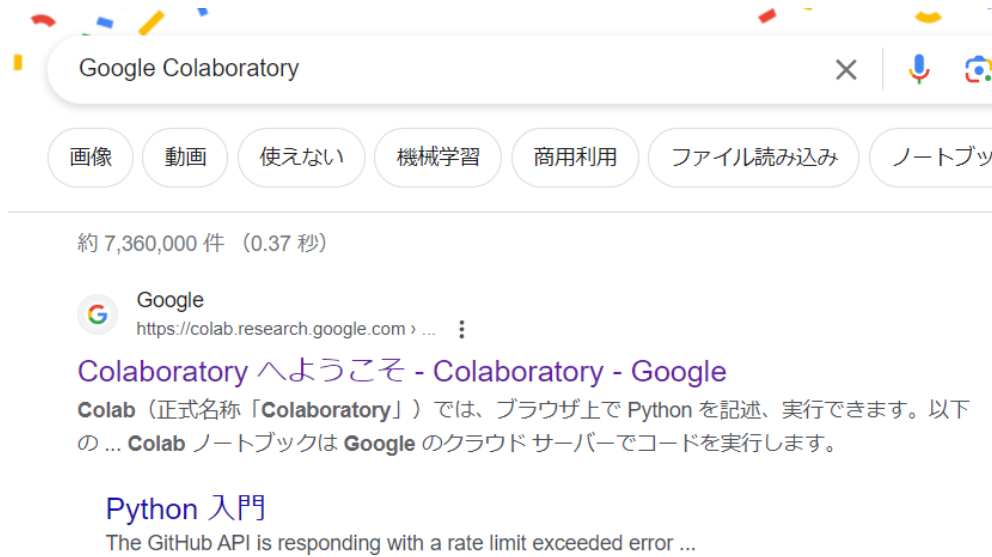 Google Colaboratory
画像 動画 使えない 機械学習 商用利用 ファイル読み込み ノートブッ
約 7,360,000 件 （0.37 秒）
Google
https://colab.research.google.com › ...
Colaboratory へようこそ - Colaboratory - Google
Colab（正式名称「Colaboratory」）では、ブラウザ上で Python を記述、実行できます。以下
の ... Colab ノートブックは Google のクラウド サーバーでコードを実行します。
Python 入門
The GitHub API is responding with a rate limit exceeded error ...